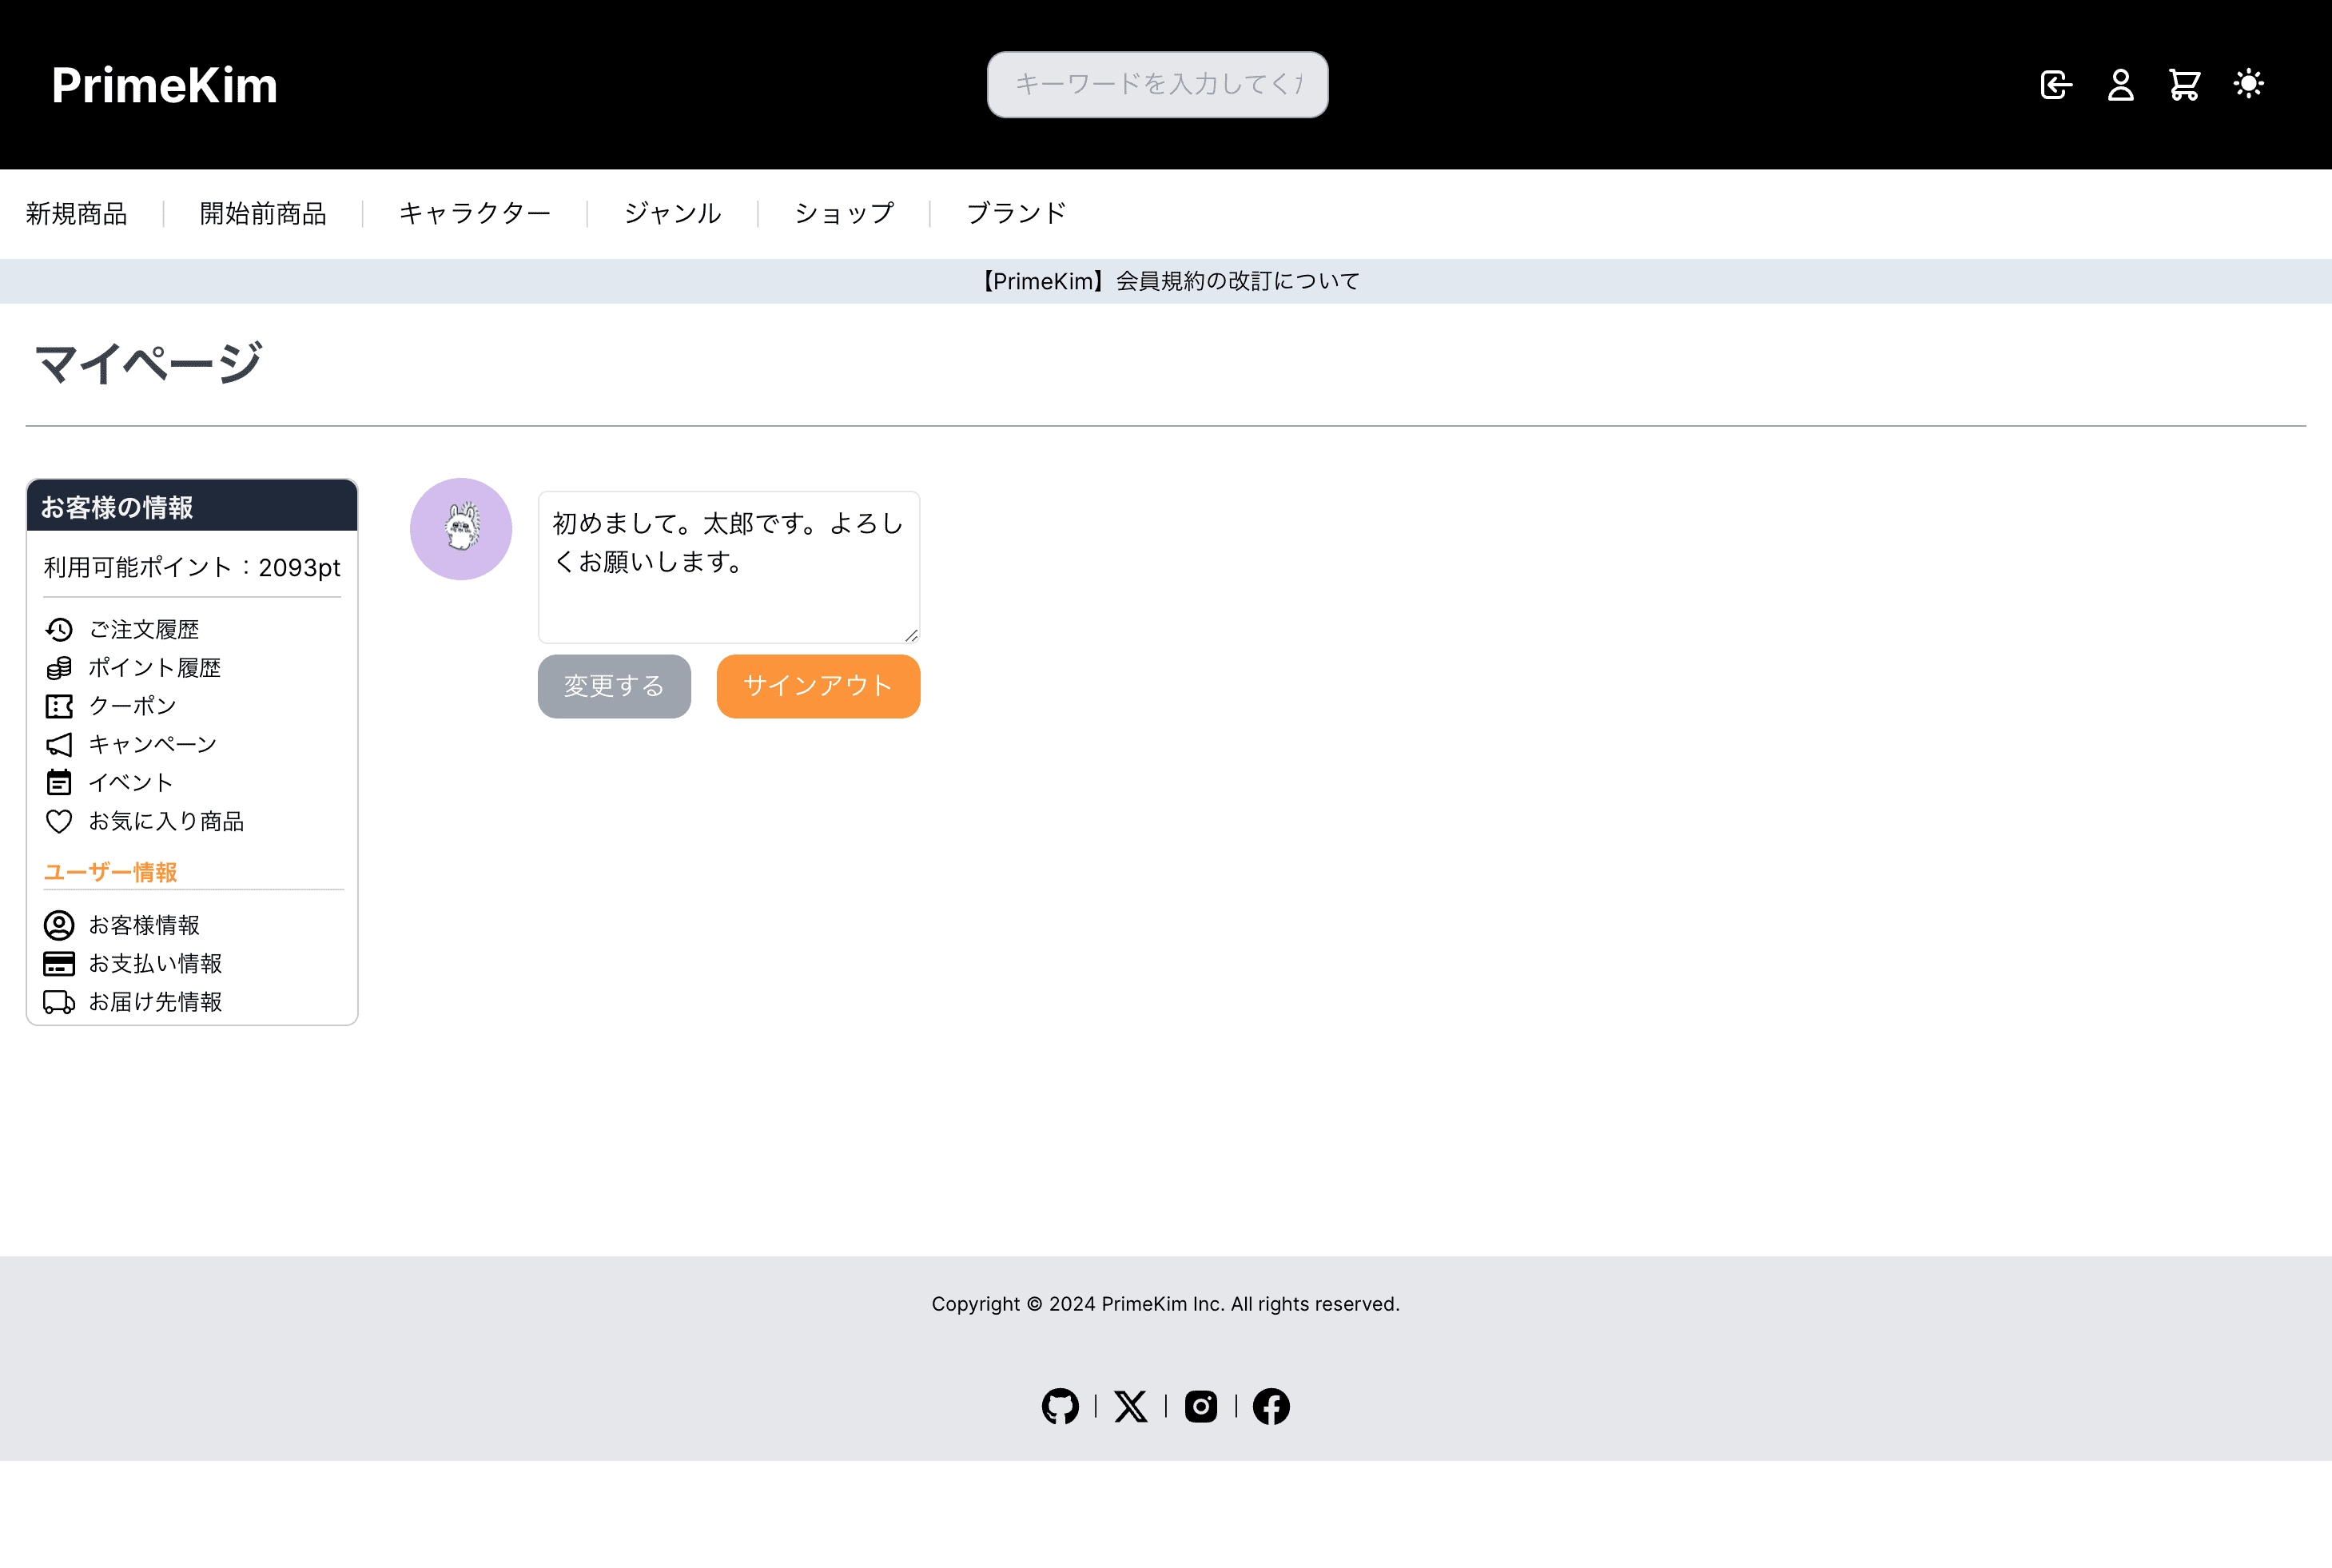 PrimeKim
キーワードを入力してくだ
新規商品
開始前商品
キャラクター
ジャンル
ショップ
ブランド
【PrimeKim】会員規約の改訂について
マイページ
お客様の情報
利用可能ポイント：2093pt
ご注文履歴
ポイント履歴
クーポン
キャンペーン
イベント
お気に入り商品
ユーザー情報
お客様情報
お支払い情報
お届け先情報
初めまして。太郎です。よろし
くお願いします。
変更する
サインアウト
Copyright © 2024 PrimeKim Inc. All rights reserved.